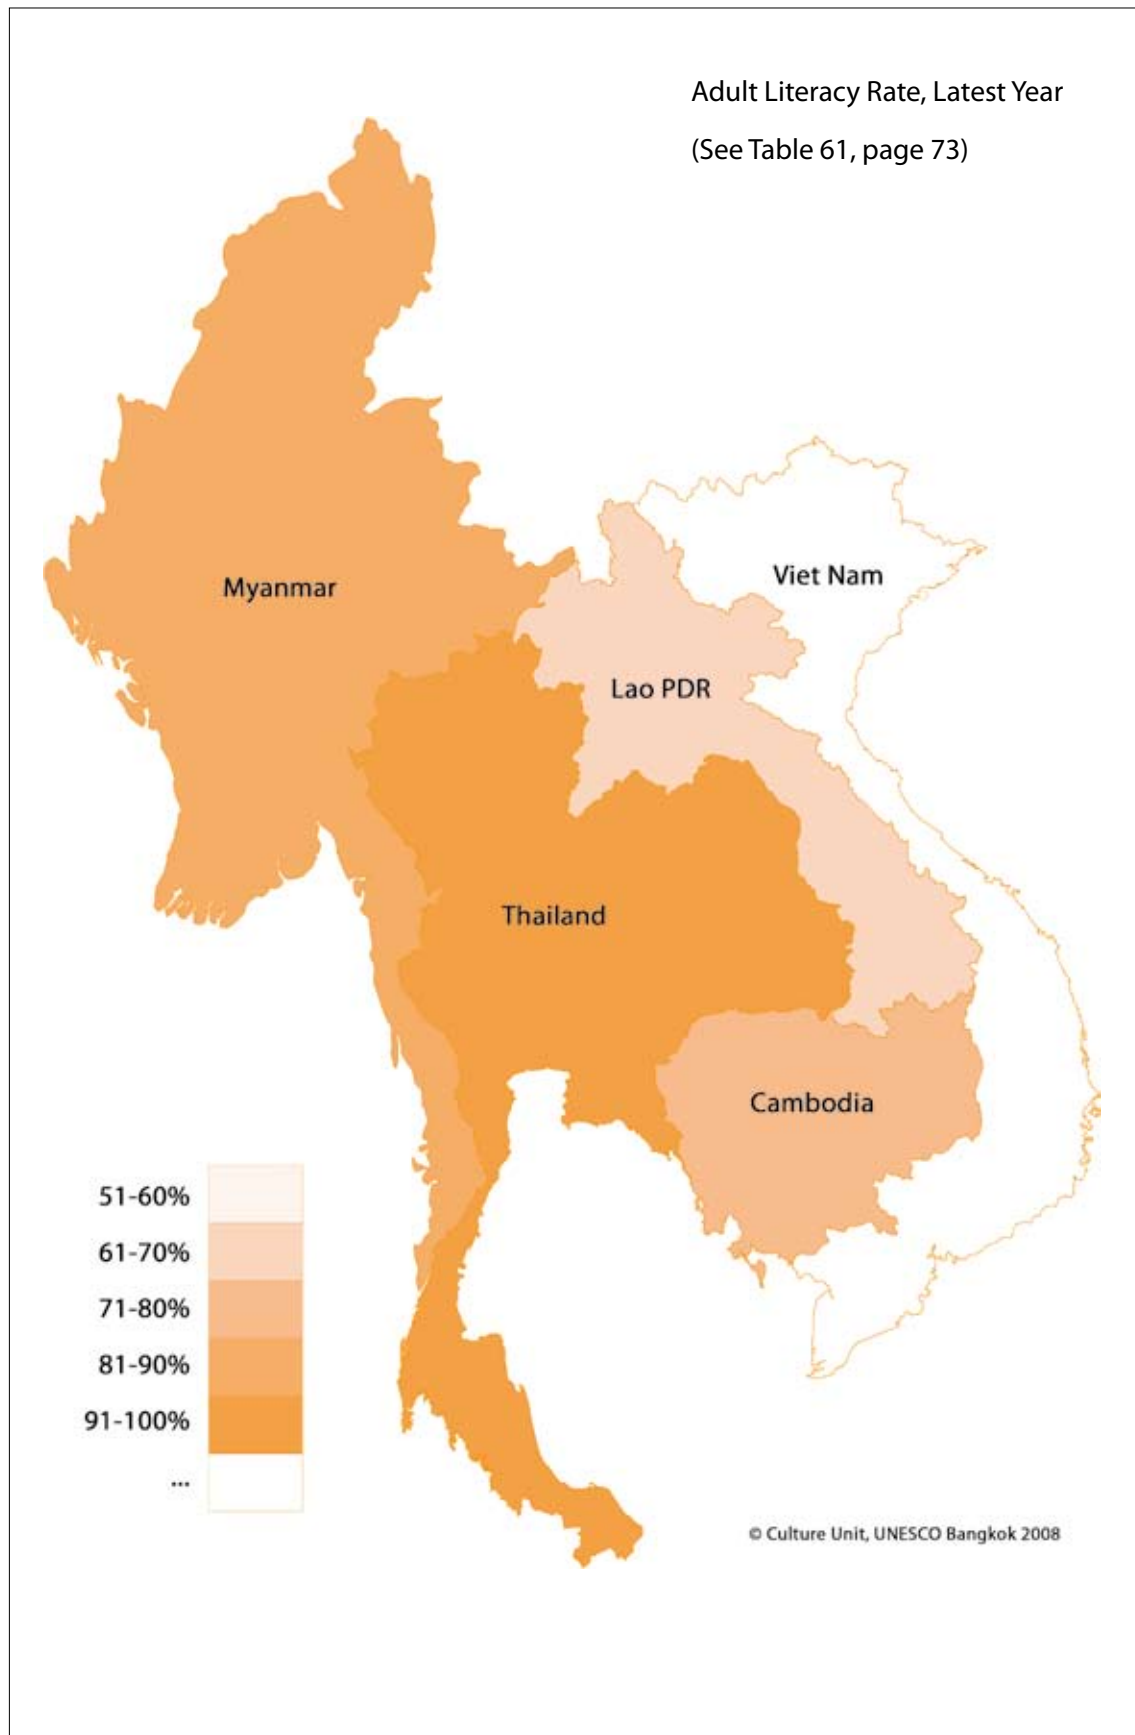 Adult Literacy Rate, Latest Year
(See Table 61, page 73)
Myanmar
Viet Nam
Lao PDR
Thailand
Cambodia
51-60%
61-70%
71-80%
81-90%
91-100%
...
© Culture Unit, UNESCO Bangkok 2008